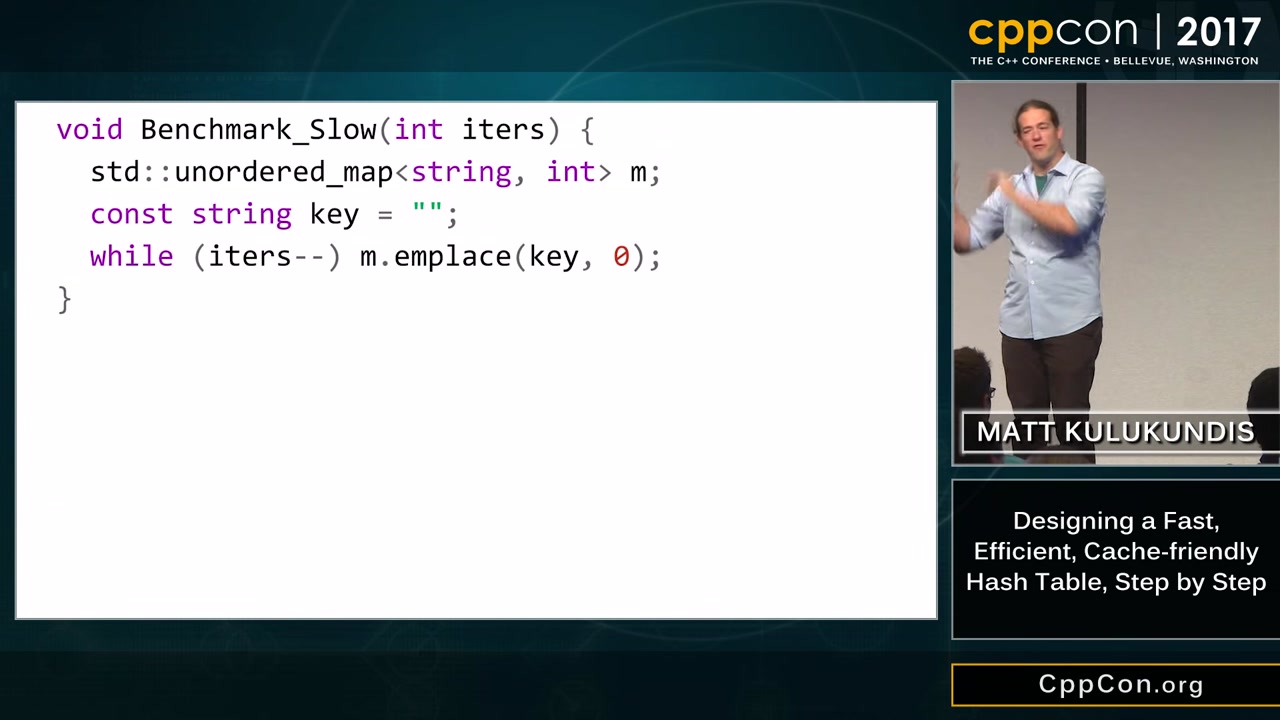 cppcon | 2017
THE C++ CONFERENCE • BELLEVUE, WASHINGTON
void Benchmark_Slow(int iters) {
  std::unordered_map<string, int> m;
  const string key = "";
  while (iters--) m.emplace(key, 0);
}
MATT KULUKUNDIS
Designing a Fast,
Efficient, Cache-friendly
Hash Table, Step by Step
CppCon.org